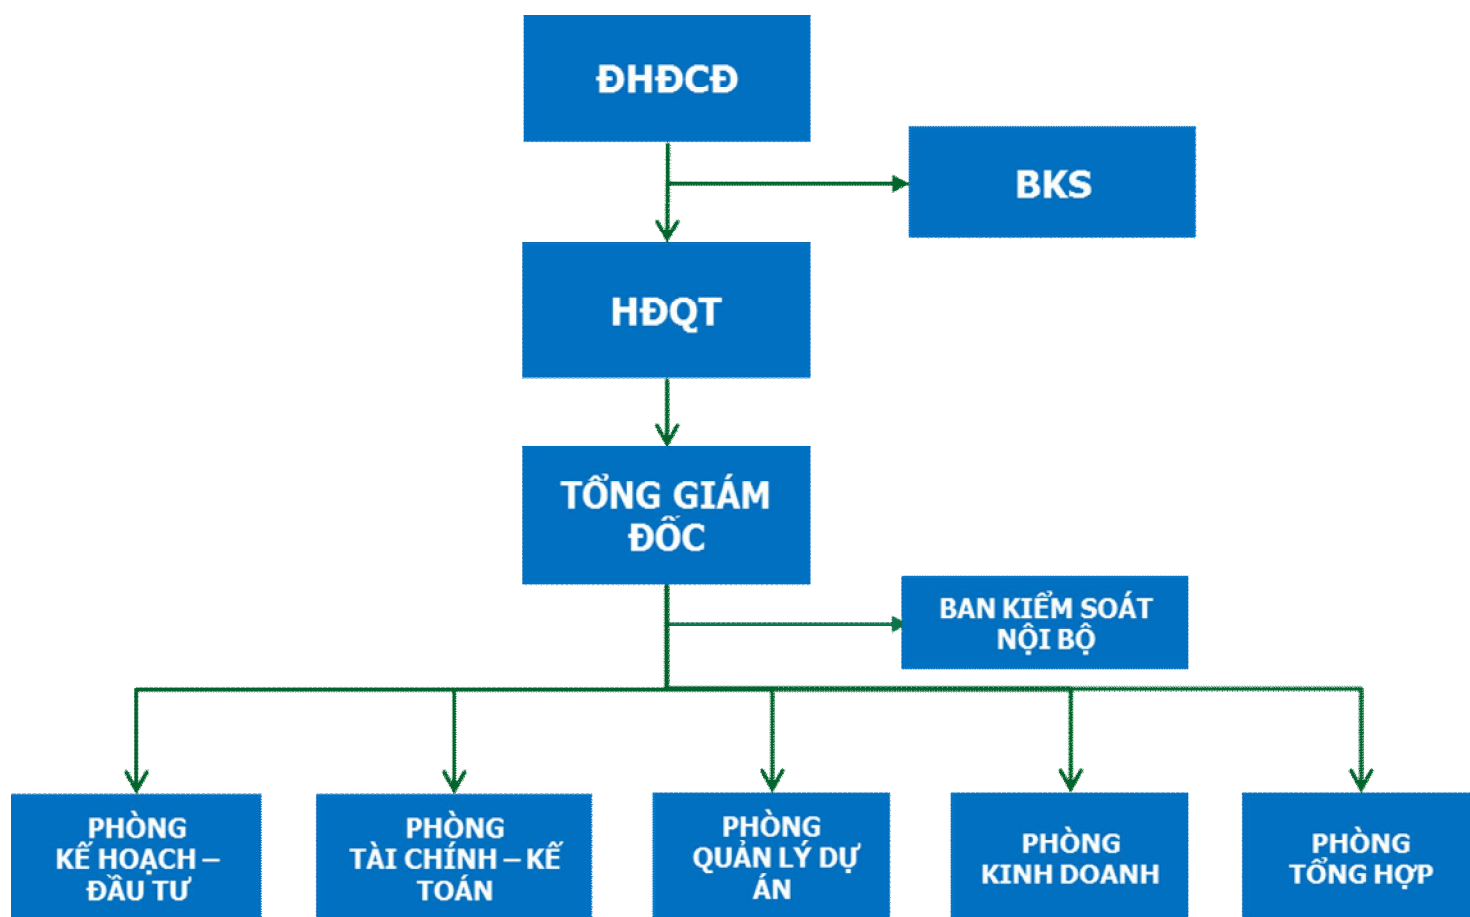 ĐHĐCĐ
BKS
HĐQT
TỔNG GIÁM
ĐỐC
BAN KIỂM SOÁT
NỘI BỘ
PHÒNG
KẾ HOẠCH –
ĐẦU TƯ
PHÒNG
TÀI CHÍNH – KẾ
TOÁN
PHÒNG
QUẢN LÝ DỰ
ÁN
PHÒNG
KINH DOANH
PHÒNG
TỔNG HỢP